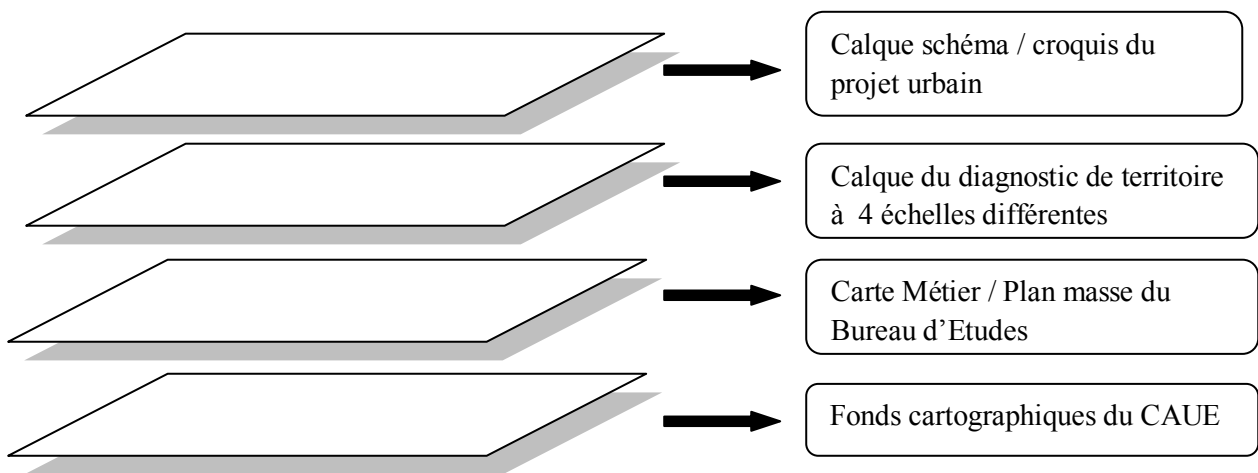 Calque schéma / croquis du
projet urbain
Calque du diagnostic de territoire
à 4 échelles différentes
Carte Métier / Plan masse du
Bureau d’Etudes
Fonds cartographiques du CAUE